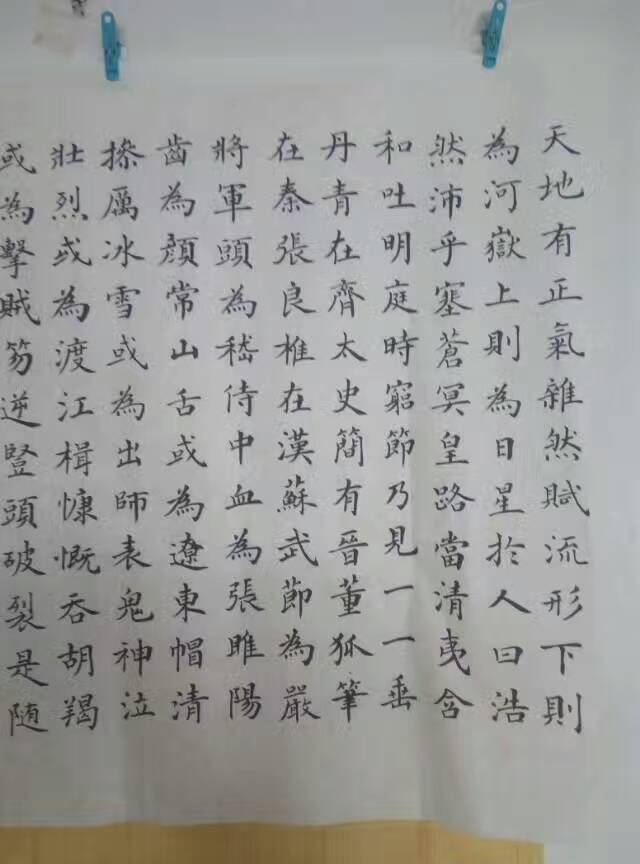 天地有正氣雜然賦流形下則
為河嶽上則為日星於人曰浩
然沛乎塞蒼冥皇路當清夷含
和吐明庭時窮節乃見一一垂
丹青在齊太史簡有晉董狐筆
在秦張良椎在漢蘇武節為嚴
將軍頭為嵇侍中血為張睢陽
齒為顏常山舌或為遼東帽清
操厲冰雪或為出師表鬼神泣
壯烈或為渡江楫慷慨吞胡羯
或為擊賊笏逆豎頭破裂是隨